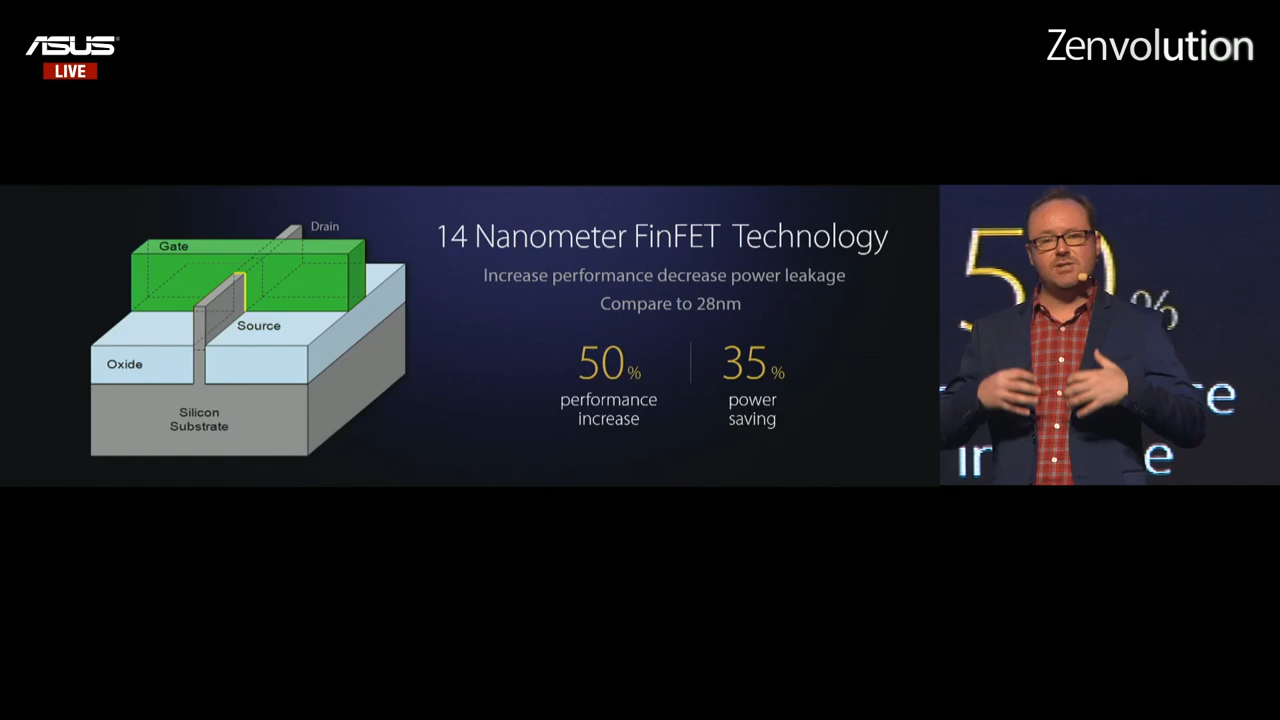 ASUS
LIVE
Zenvolution
Drain
Gate
Source
Oxide
Silicon
Substrate
14 Nanometer FinFET Technology
Increase performance decrease power leakage
Compare to 28nm
50%
performance
increase
35%
power
saving
50%